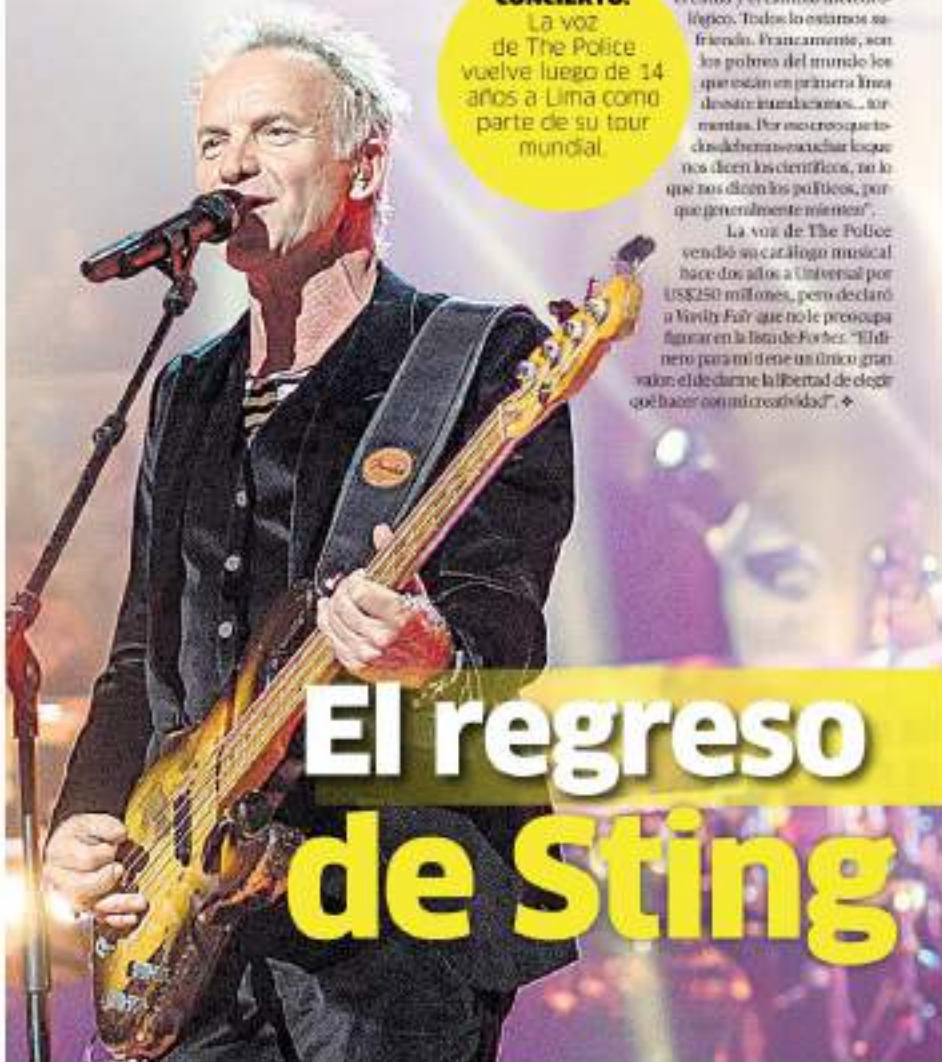 CONCIERTO.
La voz
de The Police
vuelve luego de 14
años a Lima como
parte de su tour
mundial.
lógico. Todos lo estamos su-
friendo. Francamente, son
los pobres del mundo los
que están en primera línea
de este inundaciones... tor-
mentas. Por eso creo que to-
dos debemos escuchar lo que
nos dicen los científicos, no lo
que nos dicen los políticos, por-
que generalmente mienten".
La voz de The Police
vendió su catálogo musical
hace dos años a Universal por
US$250 millones, pero declaró
a Vanity Fair que no le preocupa
figurar en la lista de Forbes. "El di-
nero para mí tiene un único gran
valor: el de darme la libertad de elegir
qué hacer con mi creatividad". ❖
Fender
El regreso
de Sting